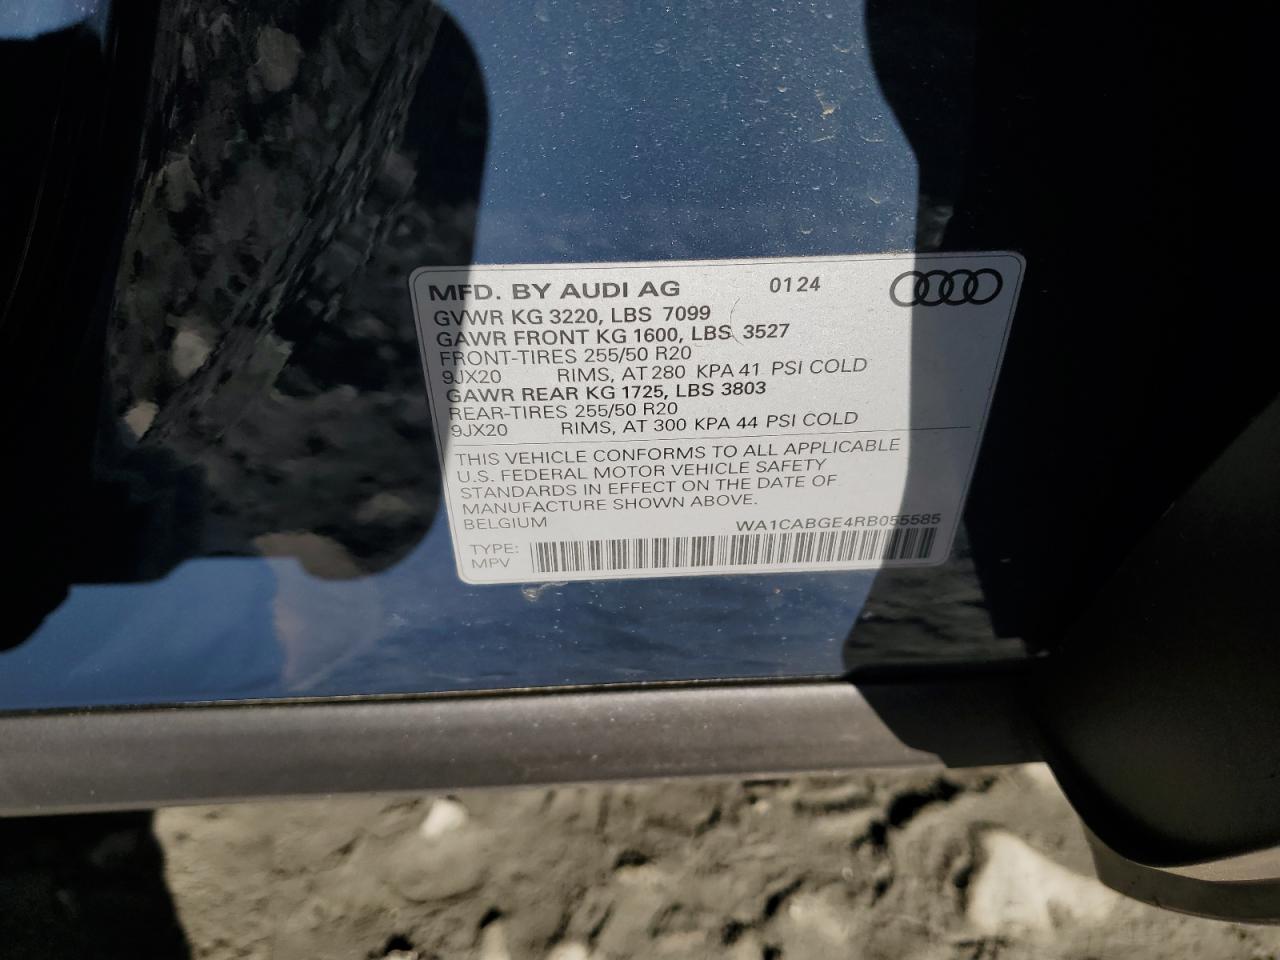 MFD. BY AUDI AG 0124
GVWR KG 3220, LBS 7099
GAWR FRONT KG 1600, LBS 3527
FRONT-TIRES 255/50 R20
9JX20 RIMS, AT 280 KPA 41 PSI COLD
GAWR REAR KG 1725, LBS 3803
REAR-TIRES 255/50 R20
9JX20 RIMS, AT 300 KPA 44 PSI COLD
THIS VEHICLE CONFORMS TO ALL APPLICABLE
U.S. FEDERAL MOTOR VEHICLE SAFETY
STANDARDS IN EFFECT ON THE DATE OF
MANUFACTURE SHOWN ABOVE.
BELGIUM WA1CABGE4RB055585
TYPE:
MPV